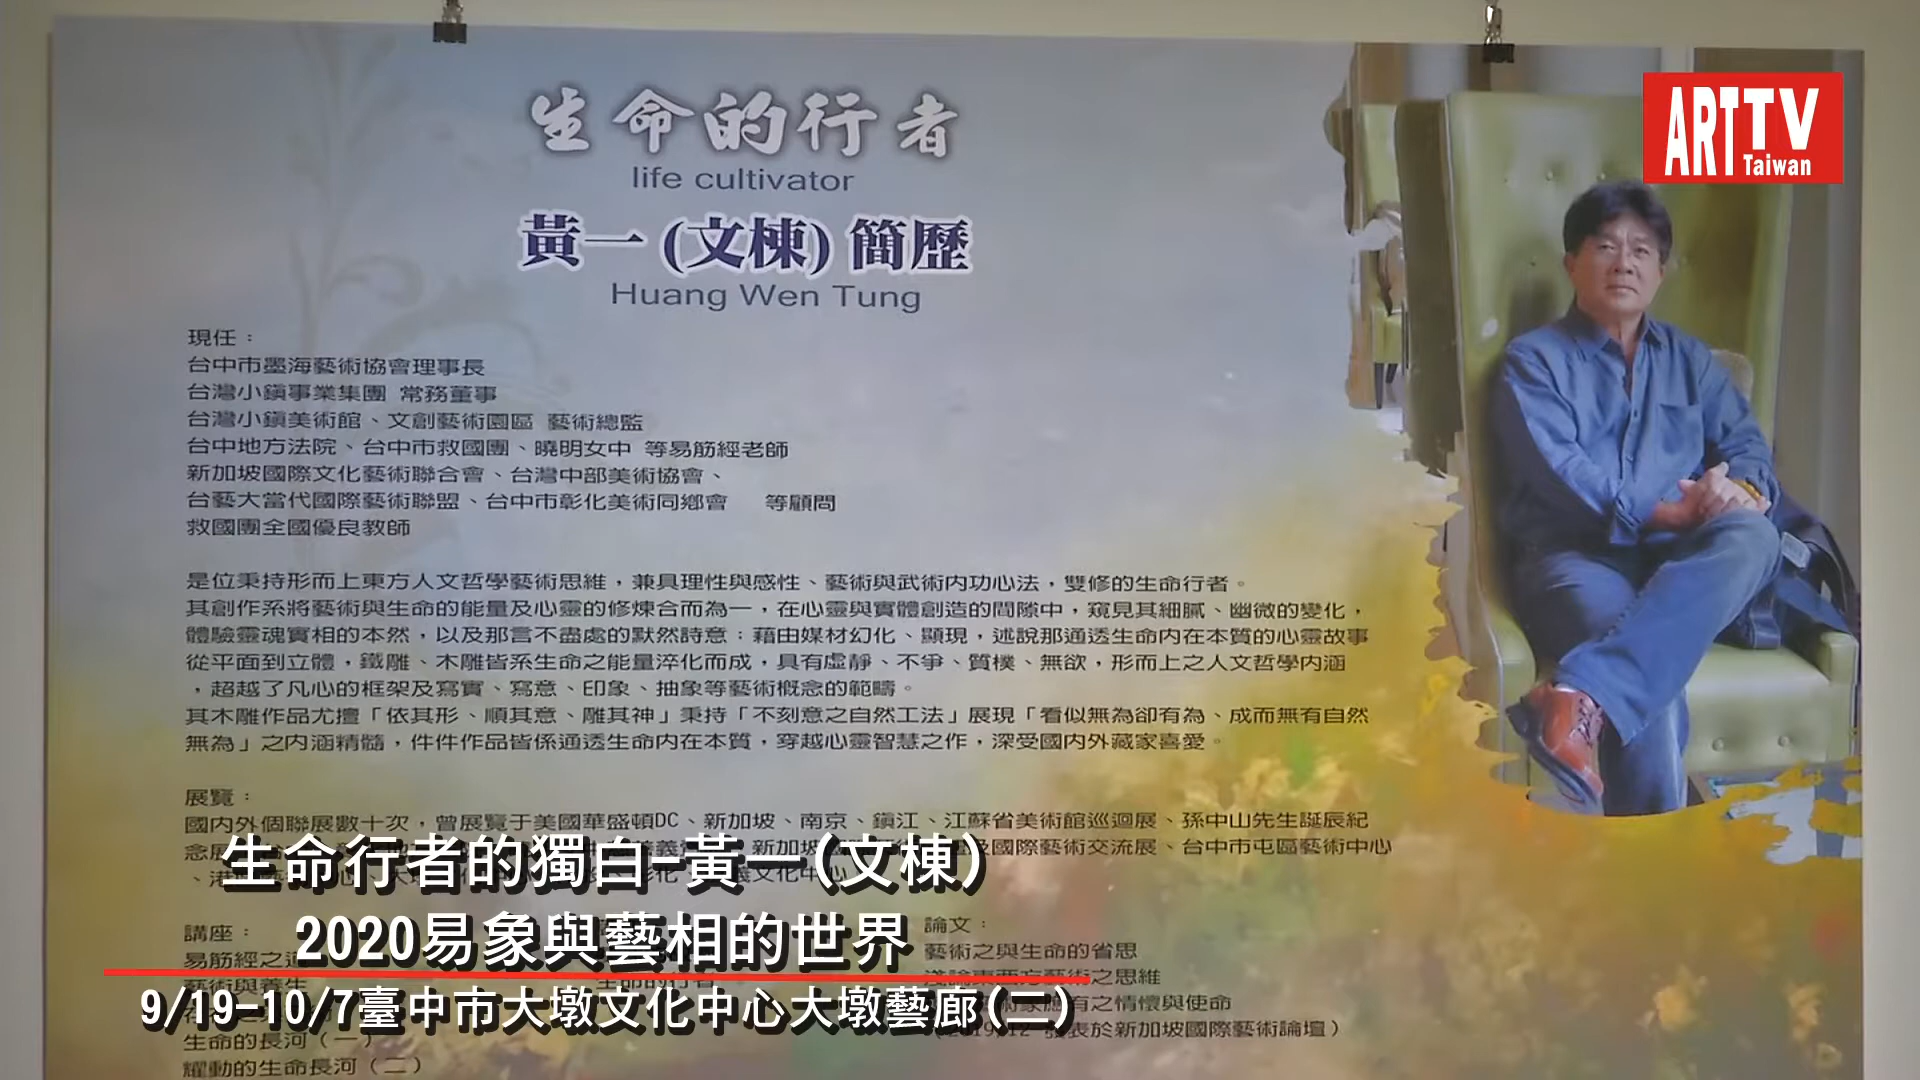 ART TV
Taiwan
生命的行者
life cultivator
黃一(文棟)簡歷
Huang Wen Tung
現任：
台中市墨海藝術協會理事長
台灣小鎮事業集團 常務董事
台灣小鎮美術館、文創藝術園區 藝術總監
台中地方法院、台中市救國團、曉明女中 等易筋經老師
新加坡國際文化藝術聯合會、台灣中部美術協會、
台藝大當代國際藝術聯盟、台中市彰化美術同鄉會 等顧問
救國團全國優良教師
是位秉持形而上東方人文哲學藝術思維，兼具理性與感性、藝術與武術內功心法，雙修的生命行者。
其創作系將藝術與生命的能量及心靈的修煉合而為一，在心靈與實體創造的間隙中，窺見其細膩、幽微的變化，
體驗靈魂實相的本然，以及那言不盡處的默然詩意；藉由媒材幻化、顯現，述說那通透生命內在本質的心靈故事
從平面到立體，鐵雕、木雕皆系生命之能量淬化而成，具有虛靜、不爭、質樸、無欲，形而上之人文哲學內涵
，超越了凡心的框架及寫實、寫意、印象、抽象等藝術概念的範疇。
其木雕作品尤擅「依其形、順其意、雕其神」秉持「不刻意之自然工法」展現「看似無為卻有為、成而無有自然
無為」之內涵精髓，件件作品皆係通透生命內在本質，穿越心靈智慧之作，深受國內外藏家喜愛。
展覽：
國內外個聯展數十次，曾展覽于美國華盛頓DC、新加坡、南京、鎮江、江蘇省美術館巡迴展、孫中山先生誕辰紀
念展 國際藝術交流展、台中市屯區藝術中心
生命行者的獨白-黃一(文棟)
2020易象與藝相的世界
9/19-10/7臺中市大墩文化中心大墩藝廊(二)
講座：
易筋經之
藝術與養生
生命的長河（一）
耀動的生命長河（二）
論文：
藝術之與生命的省思
淺論東西方藝術之思維
有之情懷與使命
發表於新加坡國際藝術論壇）